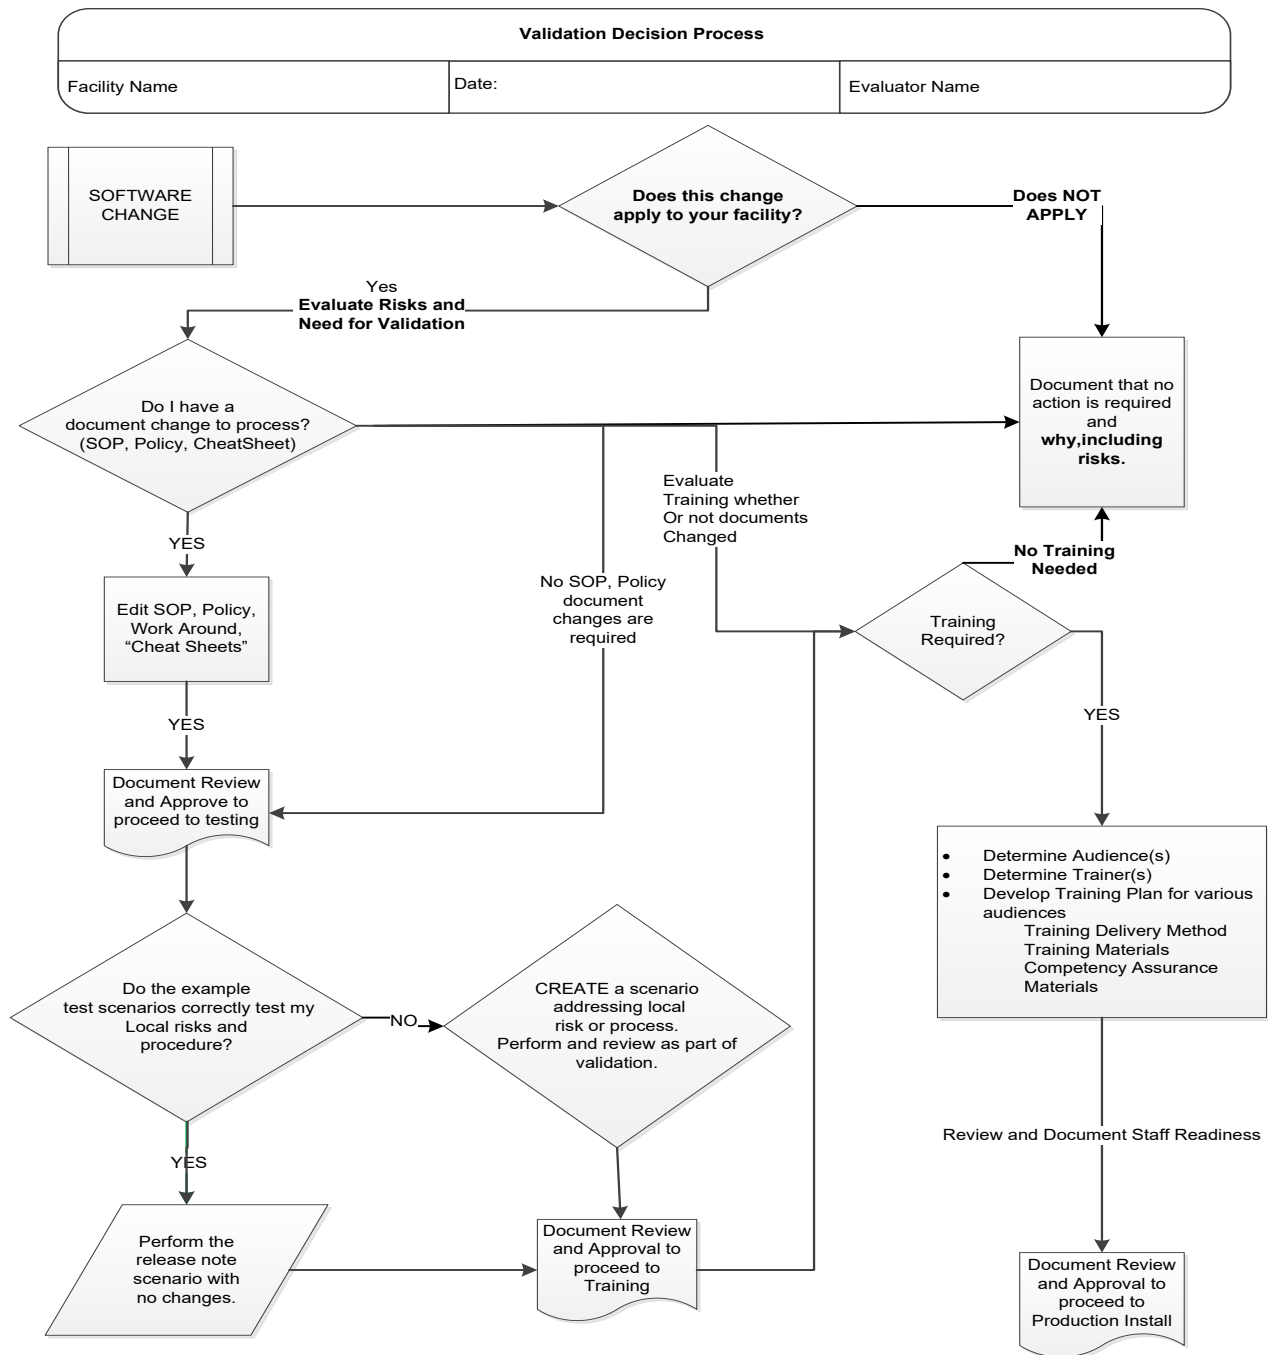 Validation Decision Process
Facility Name
Date:
Evaluator Name
SOFTWARE
CHANGE
Does this change
apply to your facility?
Does NOT
APPLY
Yes
Evaluate Risks and
Need for Validation
Do I have a
document change to process?
(SOP, Policy, CheatSheet)
Document that no
action is required
and
why,including
risks.
Evaluate
Training whether
Or not documents
Changed
YES
No Training
Needed
No SOP, Policy
document
changes are
required
Edit SOP, Policy,
Work Around,
“Cheat Sheets”
Training
Required?
YES
YES
Document Review
and Approve to
proceed to testing
• Determine Audience(s)
• Determine Trainer(s)
• Develop Training Plan for various
audiences
Training Delivery Method
Training Materials
Competency Assurance
Materials
Do the example
test scenarios correctly test my
Local risks and
procedure?
NO
CREATE a scenario
addressing local
risk or process.
Perform and review as part of
validation.
Review and Document Staff Readiness
YES
Perform the
release note
scenario with
no changes.
Document Review
and Approval to
proceed to
Training
Document Review
and Approval to
proceed to
Production Install